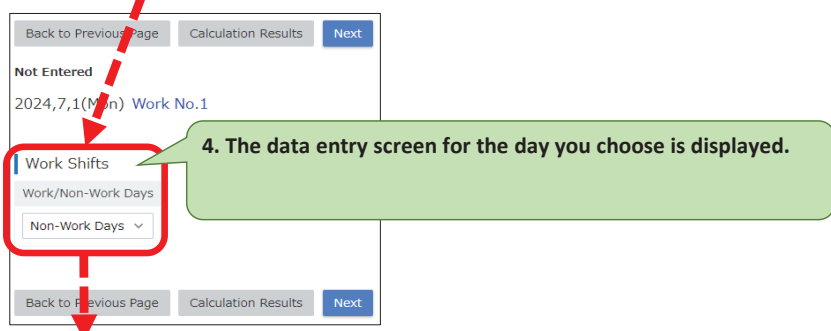 Back to Previous Page Calculation Results Next
Not Entered
2024,7,1(Mon) Work No.1
4. The data entry screen for the day you choose is displayed.
Work Shifts
Work/Non-Work Days
Non-Work Days
Back to Previous Page Calculation Results Next